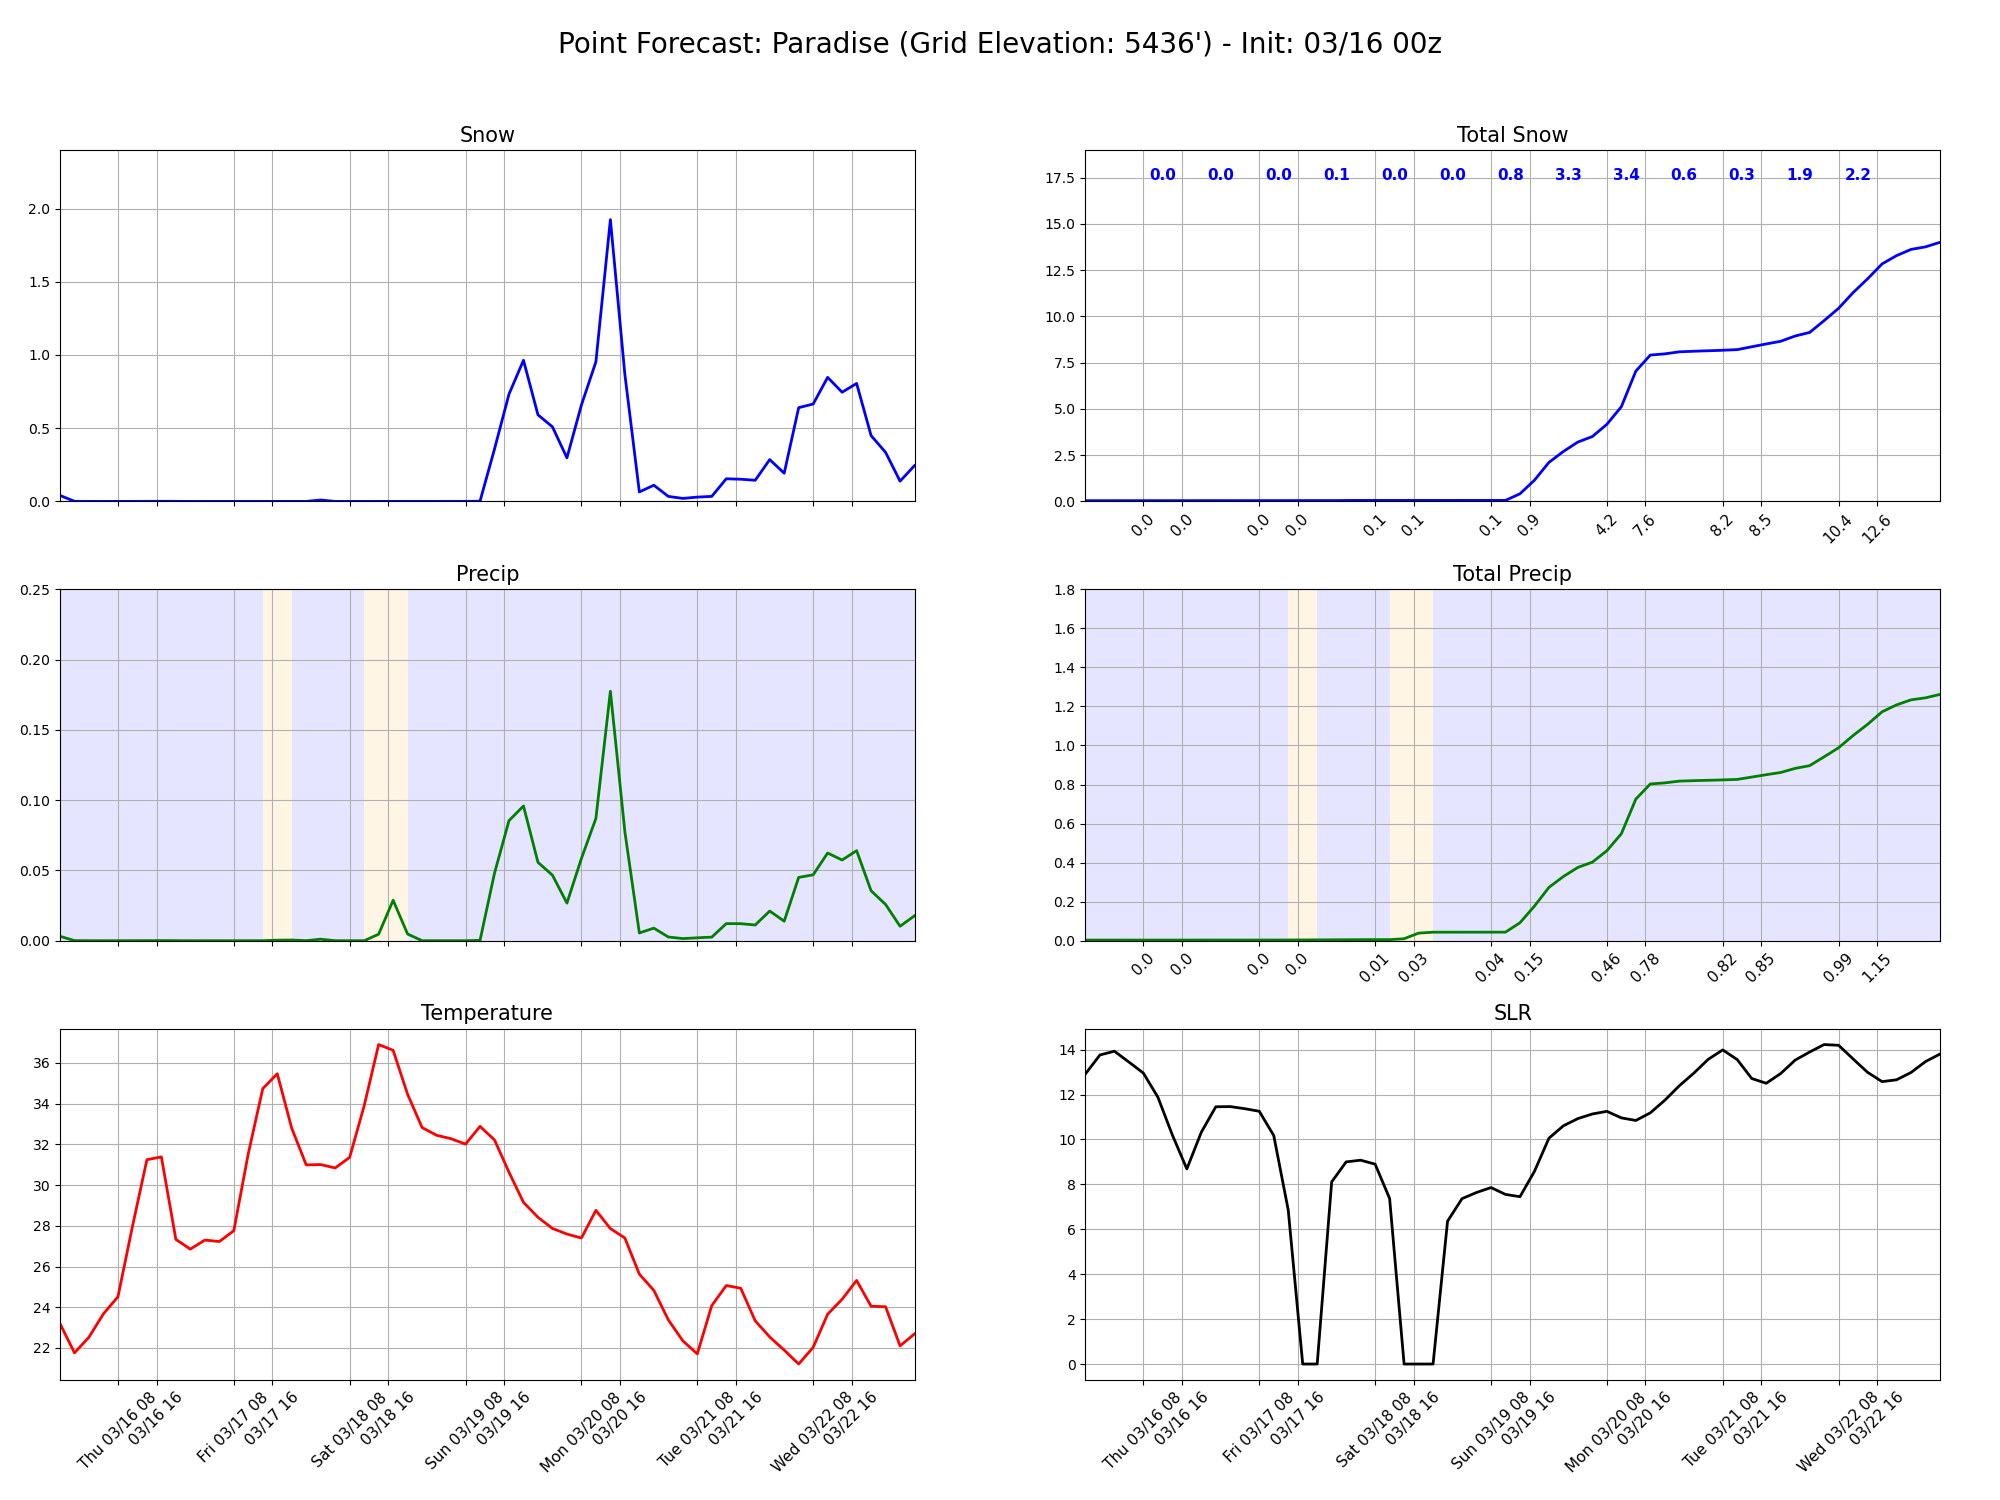 Point Forecast: Paradise (Grid Elevation: 5436') - Init: 03/16 00z
Snow
2.0
1.5
1.0
0.5
0.0
Total Snow
0.0 0.0 0.0 0.1 0.0 0.0 0.8 3.3 3.4 0.6 0.3 1.9 2.2
17.5
15.0
12.5
10.0
7.5
5.0
2.5
0.0
0.0 0.0 0.0 0.0 0.1 0.1 0.1 0.9 4.2 7.6 8.2 8.5 10.4 12.6
Precip
0.25
0.20
0.15
0.10
0.05
0.00
Total Precip
1.8
1.6
1.4
1.2
1.0
0.8
0.6
0.4
0.2
0.0
0.0 0.0 0.0 0.0 0.01 0.03 0.04 0.15 0.46 0.78 0.82 0.85 0.99 1.15
Temperature
36
34
32
30
28
26
24
22
Thu 03/16 08
03/16 16
Fri 03/17 08
03/17 16
Sat 03/18 08
03/18 16
Sun 03/19 08
03/19 16
Mon 03/20 08
03/20 16
Tue 03/21 08
03/21 16
Wed 03/22 08
03/22 16
SLR
14
12
10
8
6
4
2
0
Thu 03/16 08
03/16 16
Fri 03/17 08
03/17 16
Sat 03/18 08
03/18 16
Sun 03/19 08
03/19 16
Mon 03/20 08
03/20 16
Tue 03/21 08
03/21 16
Wed 03/22 08
03/22 16